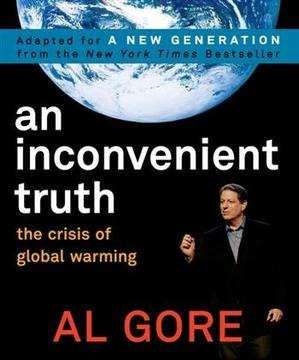 Adapted for A NEW GENERATION
from the New York Times Bestseller
an
inconvenient
truth
the crisis of
global warming
AL GORE